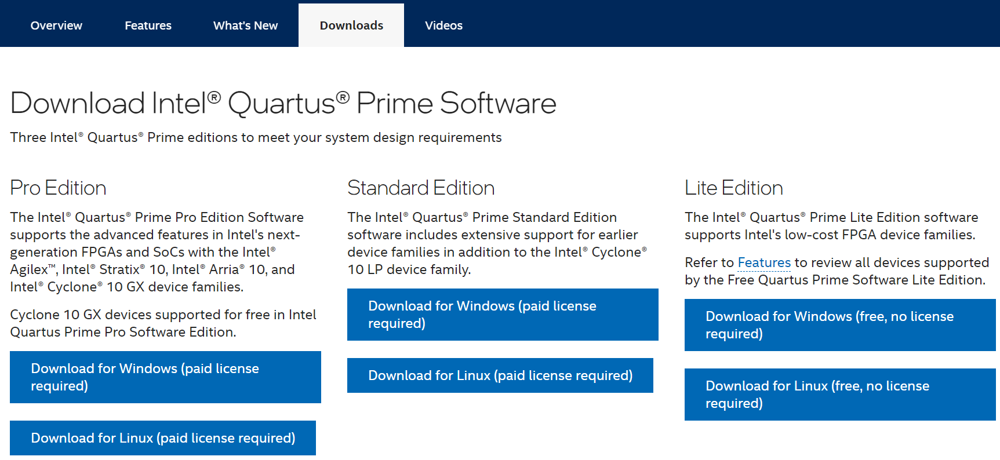 Overview Features What's New Downloads Videos
Download Intel® Quartus® Prime Software
Three Intel® Quartus® Prime editions to meet your system design requirements
Pro Edition
The Intel® Quartus® Prime Pro Edition Software
supports the advanced features in Intel's next-
generation FPGAs and SoCs with the Intel®
Agilex™, Intel® Stratix® 10, Intel® Arria® 10, and
Intel® Cyclone® 10 GX device families.
Cyclone 10 GX devices supported for free in Intel
Quartus Prime Pro Software Edition.
Download for Windows (paid license
required)
Download for Linux (paid license required)
Standard Edition
The Intel® Quartus® Prime Standard Edition
software includes extensive support for earlier
device families in addition to the Intel® Cyclone®
10 LP device family.
Download for Windows (paid license
required)
Download for Linux (paid license required)
Lite Edition
The Intel® Quartus® Prime Lite Edition software
supports Intel's low-cost FPGA device families.
Refer to Features to review all devices supported
by the Free Quartus Prime Software Lite Edition.
Download for Windows (free, no license
required)
Download for Linux (free, no license
required)